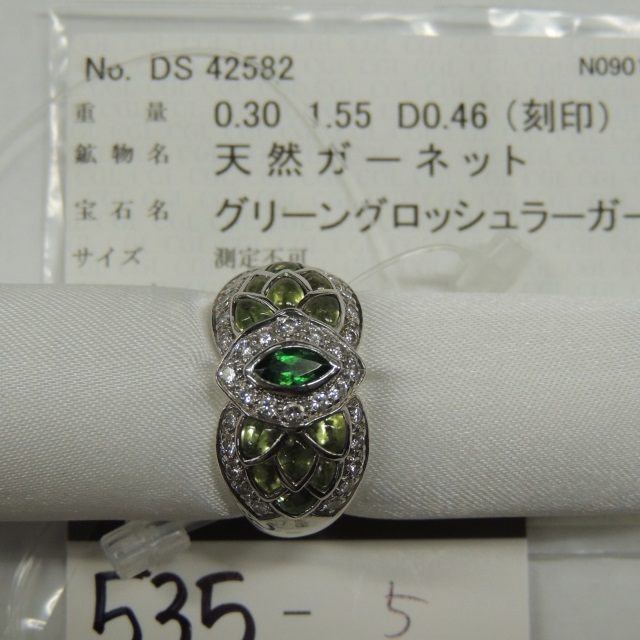 No. DS 42582 N0901
重量 0.30 1.55 D0.46 (刻印)
鉱物名 天然ガーネット
宝石名 グリーングロッシュラーガー
サイズ 測定不可
535-5